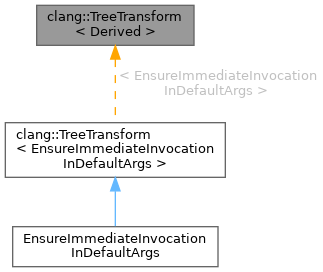 clang::TreeTransform
< Derived >
< EnsureImmediateInvocation
InDefaultArgs >
clang::TreeTransform
< EnsureImmediateInvocation
InDefaultArgs >
EnsureImmediateInvocation
InDefaultArgs